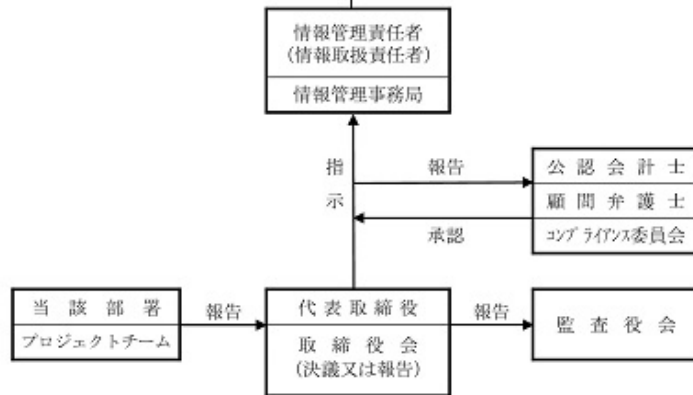 情報管理責任者
(情報取扱責任者)
情報管理事務局
指示
報告
承認
公認会計士
顧問弁護士
コンプライアンス委員会
当該部署
プロジェクトチーム
報告
代表取締役
取締役会
(決議又は報告)
報告
監査役会